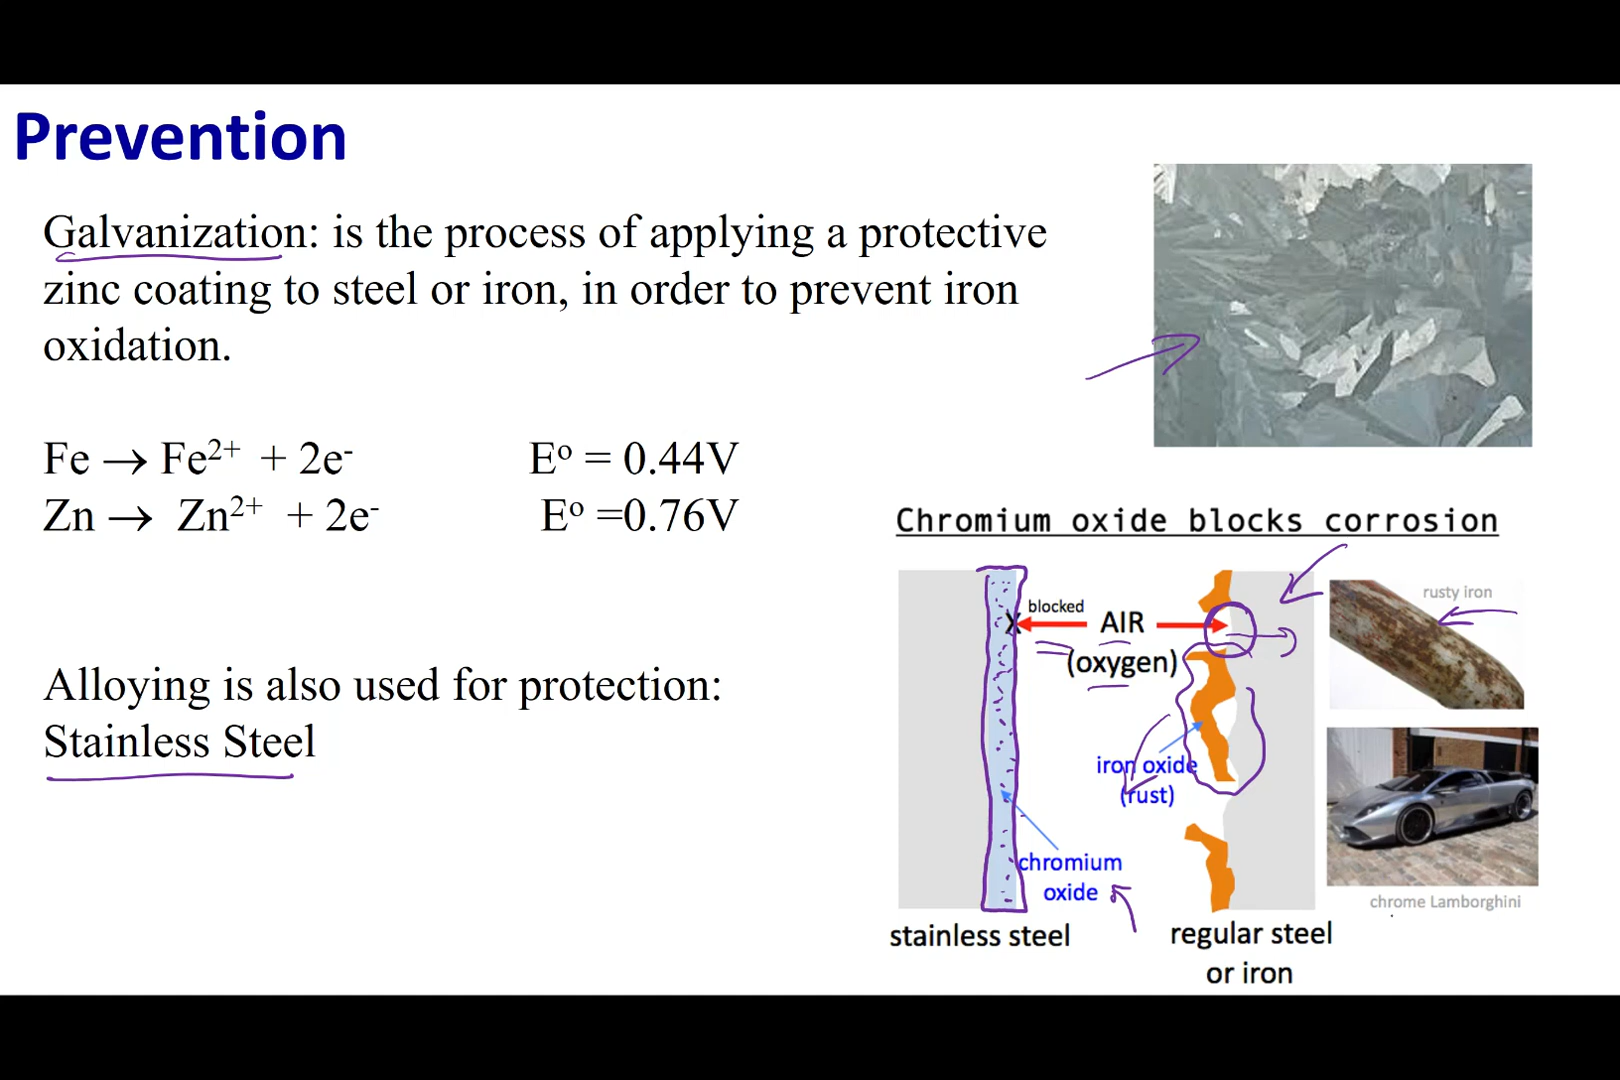 Prevention
Galvanization: is the process of applying a protective
zinc coating to steel or iron, in order to prevent iron
oxidation.
Fe → Fe²⁺ + 2e⁻ Eº = 0.44V
Zn → Zn²⁺ + 2e⁻ Eº =0.76V
Alloying is also used for protection:
Stainless Steel
Chromium oxide blocks corrosion
blocked
X
AIR
(oxygen)
iron oxide
(rust)
chromium
oxide
stainless steel
regular steel
or iron
rusty iron
chrome Lamborghini